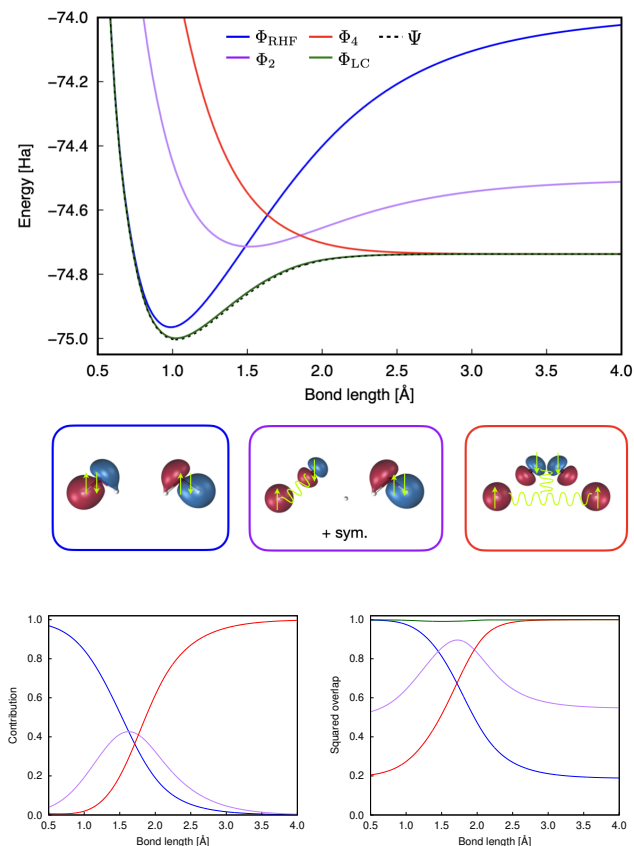 −74.0
−74.2
−74.4
−74.6
−74.8
−75.0
Energy [Ha]
Φ_RHF Φ_4 Ψ
Φ_2 Φ_LC
0.5 1.0 1.5 2.0 2.5 3.0 3.5 4.0
Bond length [Å]
+ sym.
1.0
0.8
0.6
0.4
0.2
0.0
Contribution
0.5 1.0 1.5 2.0 2.5 3.0 3.5 4.0
Bond length [Å]
1.0
0.8
0.6
0.4
0.2
0.0
Squared overlap
0.5 1.0 1.5 2.0 2.5 3.0 3.5 4.0
Bond length [Å]